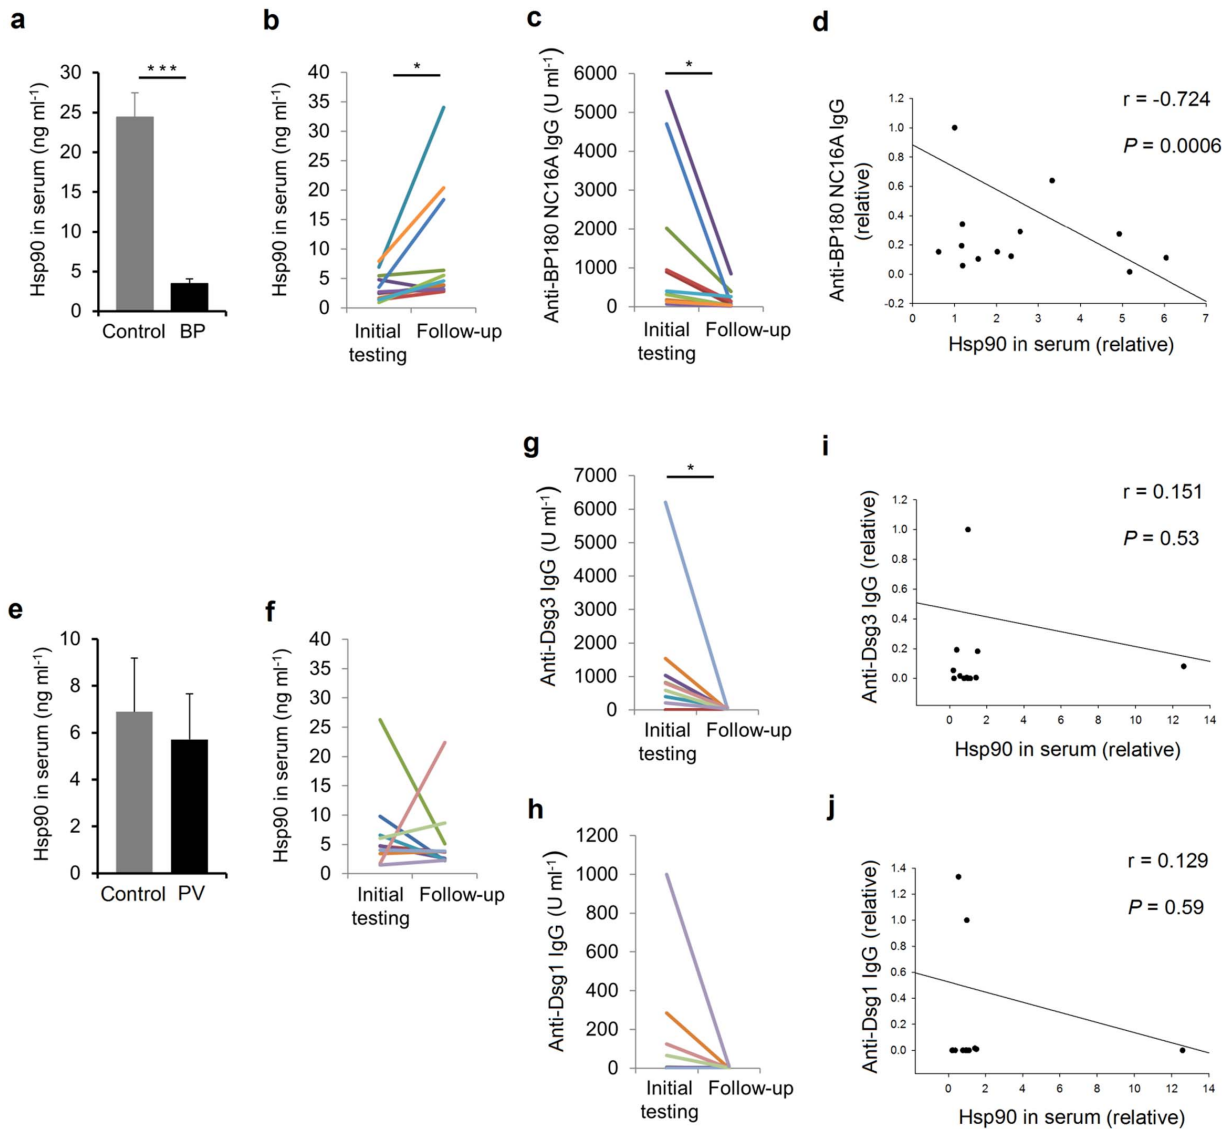 a
Hsp90 in serum (ng ml-1)
30
25
20
15
10
5
0
***
Control BP
b
Hsp90 in serum (ng ml-1)
40
35
30
25
20
15
10
5
0
*
Initial testing
Follow-up
c
Anti-BP180 NC16A IgG (U ml-1)
6000
5000
4000
3000
2000
1000
0
*
Initial testing
Follow-up
d
Anti-BP180 NC16A IgG
(relative)
1.2
1.0
0.8
0.6
0.4
0.2
0.0
-0.2
0 1 2 3 4 5 6 7
Hsp90 in serum (relative)
r = -0.724
P = 0.0006
e
Hsp90 in serum (ng ml-1)
10
8
6
4
2
0
Control PV
f
Hsp90 in serum (ng ml-1)
40
35
30
25
20
15
10
5
0
Initial testing
Follow-up
g
Anti-Dsg3 IgG (U ml-1)
7000
6000
5000
4000
3000
2000
1000
0
*
Initial testing
Follow-up
h
Anti-Dsg1 IgG (U ml-1)
1200
1000
800
600
400
200
0
Initial testing
Follow-up
i
Anti-Dsg3 IgG (relative)
1.2
1.0
0.8
0.6
0.4
0.2
0.0
0 2 4 6 8 10 12 14
Hsp90 in serum (relative)
r = 0.151
P = 0.53
j
Anti-Dsg1 IgG (relative)
1.4
1.2
1.0
0.8
0.6
0.4
0.2
0.0
0 2 4 6 8 10 12 14
Hsp90 in serum (relative)
r = 0.129
P = 0.59